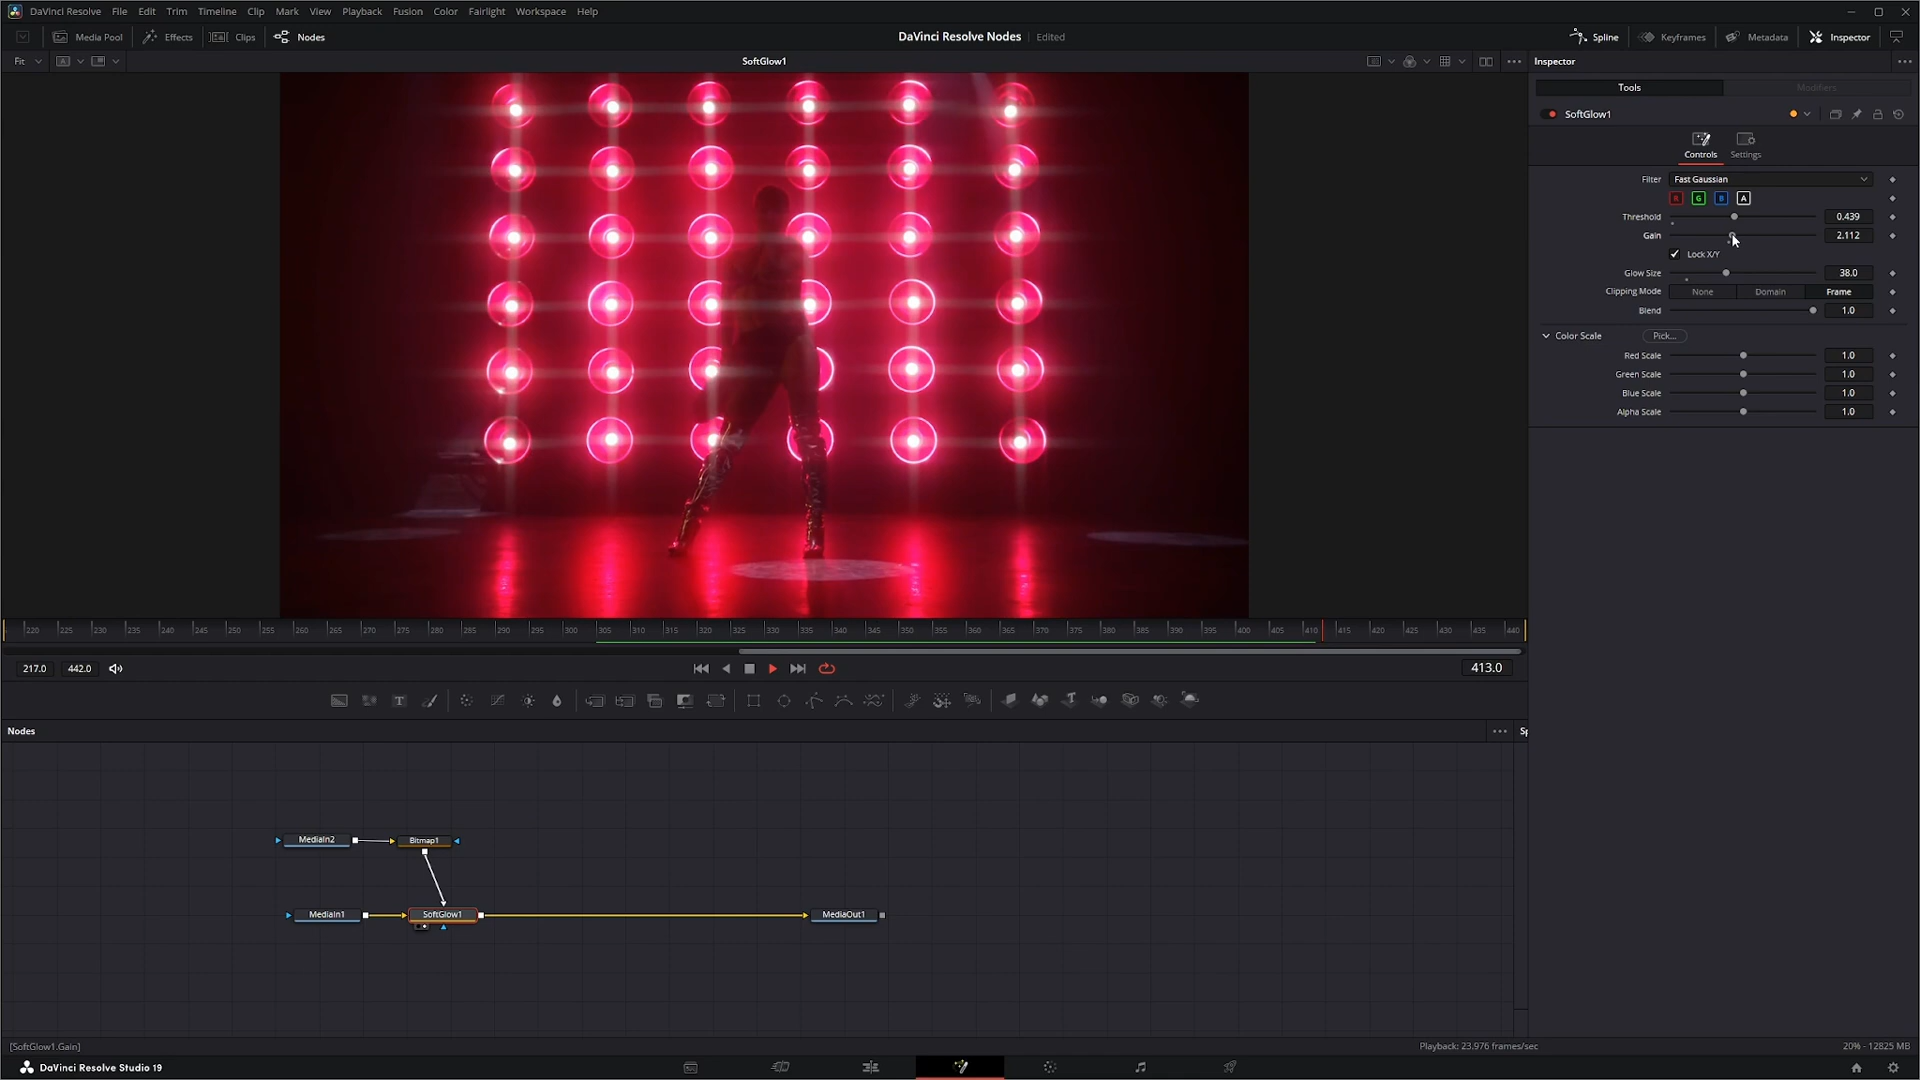 DaVinci Resolve File Edit Trim Timeline Clip Mark View Playback Fusion Color Fairlight Workspace Help
Media Pool Effects Clips Nodes DaVinci Resolve Nodes Edited Spline Keyframes Metadata Inspector
Fit A SoftGlow1 Inspector
Tools Modifiers
SoftGlow1
Controls Settings
Filter Fast Gaussian
R G B A
Threshold 0.439
Gain 2.112
Lock X/Y
Glow Size 38.0
Clipping Mode None Domain Frame
Blend 1.0
Color Scale Pick...
Red Scale 1.0
Green Scale 1.0
Blue Scale 1.0
Alpha Scale 1.0
220 225 230 235 240 245 250 255 260 265 270 275 280 285 290 295 300 305 310 315 320 325 330 335 340 345 350 355 360 365 370 375 380 385 390 395 400 405 410 415 420 425 430 435 440
217.0 442.0 413.0
T
Nodes Sp
MediaIn2 Bitmap1
MediaIn1 SoftGlow1 MediaOut1
[SoftGlow1.Gain] Playback: 23.976 frames/sec 20% - 12825 MB
DaVinci Resolve Studio 19